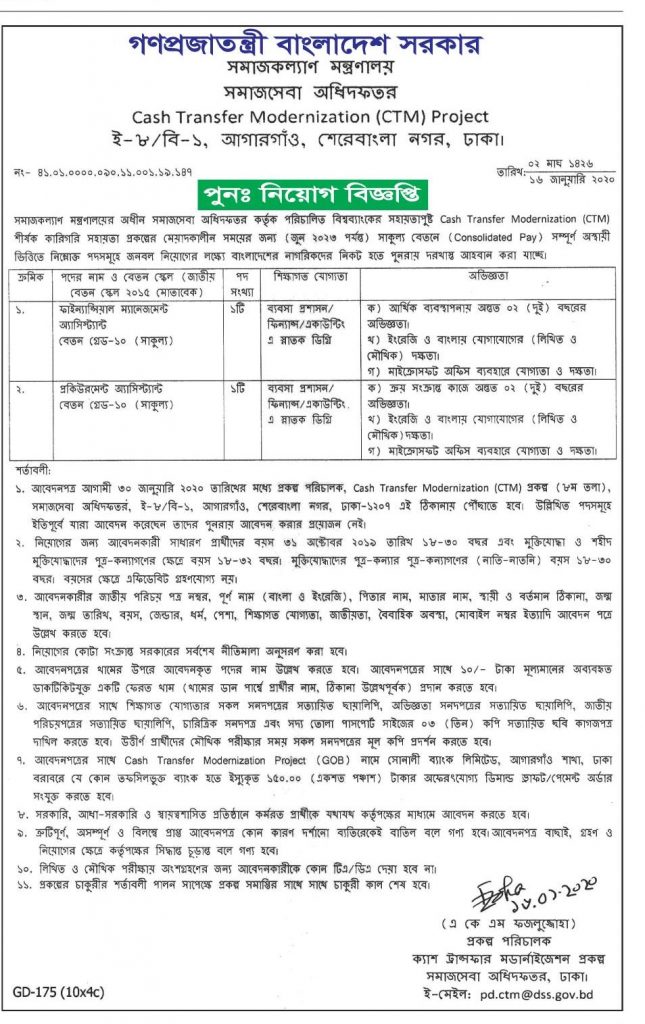 গণপ্রজাতন্ত্রী বাংলাদেশ সরকার
সমাজকল্যাণ মন্ত্রণালয়
সমাজসেবা অধিদফতর
Cash Transfer Modernization (CTM) Project
ই-৮/বি-১, আগারগাঁও, শেরেবাংলা নগর, ঢাকা।
নং- ৪১.০১.০০০০.০৯০.১১.০০১.১৯.১৪৭
তারিখ: ০২ মাঘ ১৪২৬
১৬ জানুয়ারি ২০২০
পুনঃ নিয়োগ বিজ্ঞপ্তি
সমাজকল্যাণ মন্ত্রণালয়ের অধীন সমাজসেবা অধিদফতর কর্তৃক পরিচালিত বিশ্বব্যাংকের সহায়তাপুষ্ট Cash Transfer Modernization (CTM)
শীর্ষক কারিগরি সহায়তা প্রকল্পের মেয়াদকালীন সময়ের জন্য (জুন ২০২৩ পর্যন্ত) সাকুল্য বেতনে (Consolidated Pay) সম্পূর্ণ অস্থায়ী
ভিত্তিতে নিম্নোক্ত পদসমূহে জনবল নিয়োগের লক্ষ্যে বাংলাদেশের নাগরিকদের নিকট হতে পুনরায় দরখাস্ত আহবান করা যাচ্ছে।
ক্রমিক
পদের নাম ও বেতন স্কেল (জাতীয়
বেতন স্কেল ২০১৫ (মোতাবেক)
পদ
সংখ্যা
শিক্ষাগত যোগ্যতা
অভিজ্ঞতা
১.
ফাইন্যান্সিয়াল ম্যানেজমেন্ট
অ্যাসিস্ট্যান্ট
বেতন গ্রেড-১০ (সাকুল্য)
১টি
ব্যবসা প্রশাসন/
ফিন্যান্স/একাউন্টিং
এ স্নাতক ডিগ্রি
ক) আর্থিক ব্যবস্থাপনায় অন্তত ০২ (দুই) বছরের
অভিজ্ঞতা।
খ) ইংরেজি ও বাংলায় যোগাযোগের (লিখিত ও
মৌখিক) দক্ষতা।
গ) মাইক্রোসফট অফিস ব্যবহারে যোগ্যতা ও দক্ষতা।
২.
প্রকিউরমেন্ট অ্যাসিস্ট্যান্ট
বেতন গ্রেড-১০ (সাকুল্য)
১টি
ব্যবসা প্রশাসন/
ফিন্যান্স/একাউন্টিং
এ স্নাতক ডিগ্রি
ক) ক্রয় সংক্রান্ত কাজে অন্তত ০২ (দুই) বছরের
অভিজ্ঞতা।
খ) ইংরেজি ও বাংলায় যোগাযোগের (লিখিত ও
মৌখিক) দক্ষতা।
গ) মাইক্রোসফট অফিস ব্যবহারে যোগ্যতা ও দক্ষতা।
শর্তাবলী:
১. আবেদনপত্র আগামী ৩০ জানুয়ারি ২০২০ তারিখের মধ্যে প্রকল্প পরিচালক, Cash Transfer Modernization (CTM) প্রকল্প (৮ম তলা),
সমাজসেবা অধিদফতর, ই-৮/বি-১, আগারগাঁও, শেরেবাংলা নগর, ঢাকা-১২০৭ এই ঠিকানায় পৌঁছাতে হবে। উল্লিখিত পদসমূহে
ইতিপূর্বে যারা আবেদন করেছেন তাদের পুনরায় আবেদন করার প্রয়োজন নেই।
২. নিয়োগের জন্য আবেদনকারী সাধারণ প্রার্থীদের বয়স ৩১ অক্টোবর ২০১৯ তারিখ ১৮-৩০ বছর এবং মুক্তিযোদ্ধা ও শহীদ
মুক্তিযোদ্ধাদের পুত্র-কন্যাগণের ক্ষেত্রে বয়স ১৮-৩২ বছর। মুক্তিযোদ্ধাদের পুত্র-কন্যার পুত্র-কন্যাগণের (নাতি-নাতনি) বয়স ১৮-৩০
বছর। বয়সের ক্ষেত্রে এফিডেবিট গ্রহণযোগ্য নয়।
৩. আবেদনকারীর জাতীয় পরিচয় পত্র নম্বর, পূর্ণ নাম (বাংলা ও ইংরেজি), পিতার নাম, মাতার নাম, স্থায়ী ও বর্তমান ঠিকানা, জন্ম
স্থান, জন্ম তারিখ, বয়স, জেন্ডার, ধর্ম, পেশা, শিক্ষাগত যোগ্যতা, জাতীয়তা, বৈবাহিক অবস্থা, মোবাইল নম্বর ইত্যাদি আবেদন পত্রে
উল্লেখ করতে হবে।
৪. নিয়োগের কোটা সংক্রান্ত সরকারের সর্বশেষ নীতিমালা অনুসরণ করা হবে।
৫. আবেদনপত্রের খামের উপরে আবেদনকৃত পদের নাম উল্লেখ করতে হবে। আবেদনপত্রের সাথে ১০/- টাকা মূল্যমানের অব্যবহৃত
ডাকটিকিটযুক্ত একটি ফেরত খাম (খামের ডান পার্শ্বে প্রার্থীর নাম, ঠিকানা উল্লেখপূর্বক) প্রদান করতে হবে।
৬. আবেদনপত্রের সাথে শিক্ষাগত যোগ্যতার সকল সনদপত্রের সত্যায়িত ছায়ালিপি, অভিজ্ঞতা সনদপত্রের সত্যায়িত ছায়ালিপি, জাতীয়
পরিচয়পত্রের সত্যায়িত ছায়ালিপি, চারিত্রিক সনদপত্র এবং সদ্য তোলা পাসপোর্ট সাইজের ০৩ (তিন) কপি সত্যায়িত ছবি কাগজপত্র
দাখিল করতে হবে। উত্তীর্ণ প্রার্থীদের মৌখিক পরীক্ষার সময় সকল সনদপত্রের মূল কপি প্রদর্শন করতে হবে।
৭. আবেদনপত্রের সাথে Cash Transfer Modernization Project (GOB) নামে সোনালী ব্যাংক লিমিটেড, আগারগাঁও শাখা, ঢাকা
বরাবরে যে কোন তফসিলভুক্ত ব্যাংক হতে ইস্যুকৃত ১৫০.০০ (একশত পঞ্চাশ) টাকার অফেরৎযোগ্য ডিমান্ড ড্রাফট/পেমেন্ট অর্ডার
সংযুক্ত করতে হবে।
৮. সরকারি, আধা-সরকারি ও স্বায়ত্বশাসিত প্রতিষ্ঠানে কর্মরত প্রার্থীকে যথাযথ কর্তৃপক্ষের মাধ্যমে আবেদন করতে হবে।
৯. ত্রুটিপূর্ণ, অসম্পূর্ণ ও বিলম্বে প্রাপ্ত আবেদনপত্র কোন কারণ দর্শানো ব্যতিরেকেই বাতিল বলে গণ্য হবে। আবেদনপত্র বাছাই, গ্রহণ ও
নিয়োগের ক্ষেত্রে কর্তৃপক্ষের সিদ্ধান্ত চূড়ান্ত বলে গণ্য হবে।
১০. লিখিত ও মৌখিক পরীক্ষায় অংশগ্রহণের জন্য আবেদনকারীকে কোন টিএ/ডিএ দেয়া হবে না।
১১. প্রকল্পের চাকুরীর শর্তাবলী পালন সাপেক্ষে প্রকল্প সমাপ্তির সাথে সাথে চাকুরী কাল শেষ হবে।
১৬.০১.২০২০
(এ কে এম ফজলুজ্জোহা)
প্রকল্প পরিচালক
ক্যাশ ট্রান্সফার মডার্নাইজেশন প্রকল্প
সমাজসেবা অধিদফতর, ঢাকা।
ই-মেইল: pd.ctm@dss.gov.bd
GD-175 (10x4c)